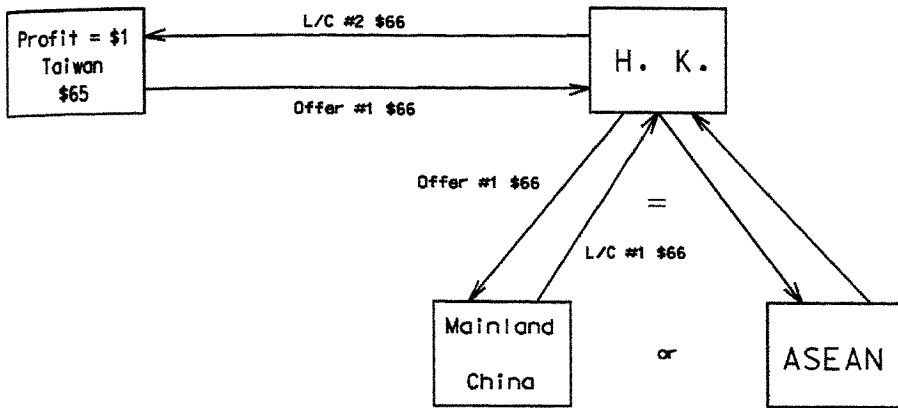 L/C #2 $66
Profit = $1
Taiwan
$65
H. K.
Offer #1 $66
Offer #1 $66
=
L/C #1 $66
Mainland
China
or
ASEAN